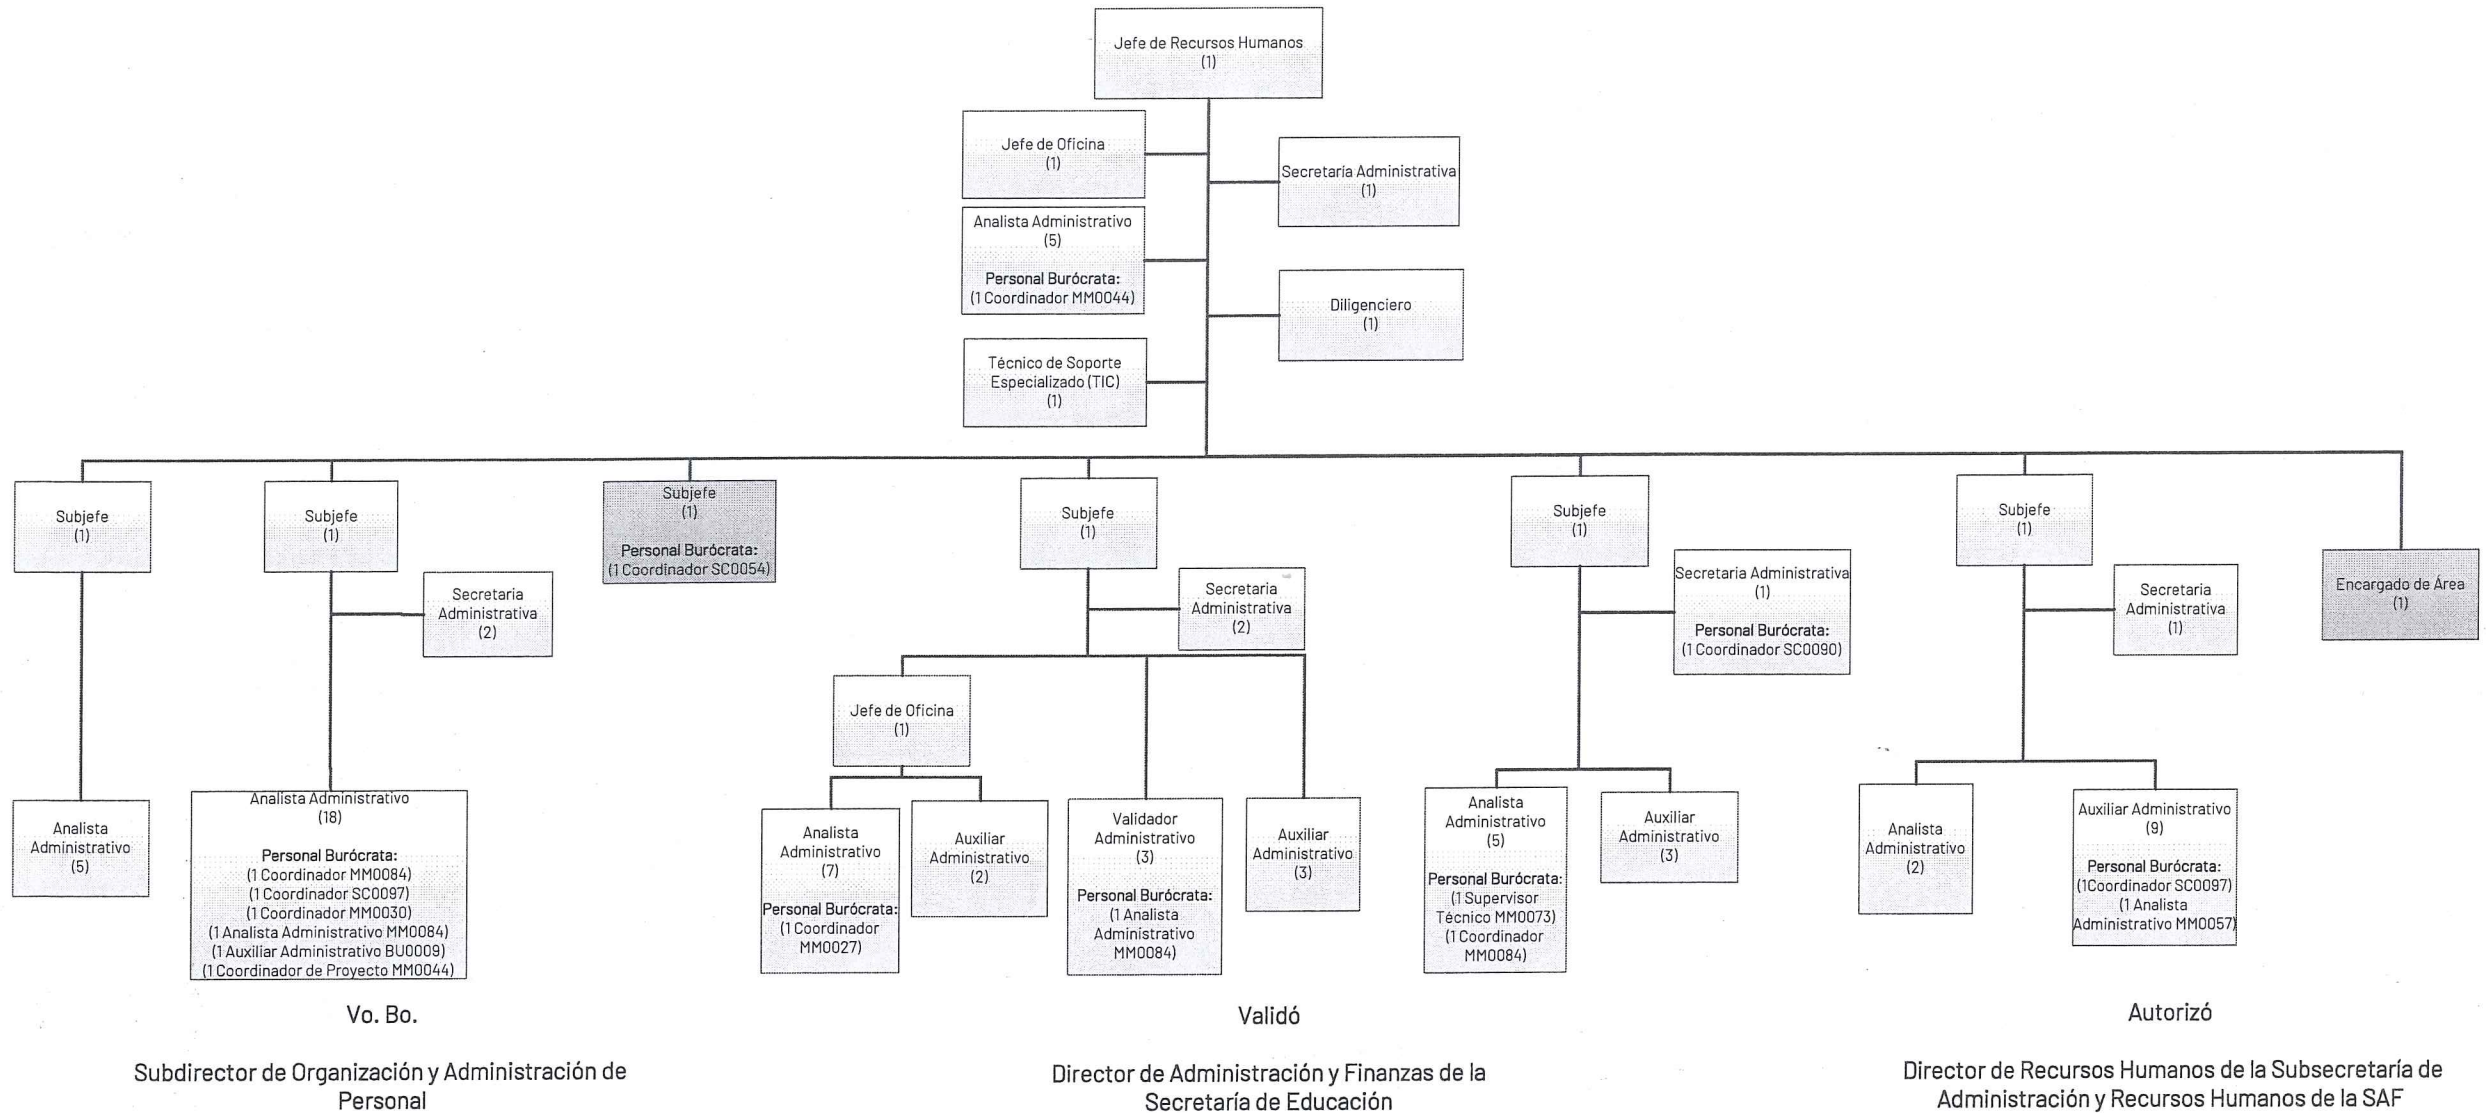 Jefe de Recursos Humanos
(1)
Jefe de Oficina
(1)
Secretaría Administrativa
(1)
Analista Administrativo
(5)
Personal Burócrata:
(1 Coordinador MM0044)
Diligenciero
(1)
Técnico de Soporte
Especializado (TIC)
(1)
Subjefe
(1)
Subjefe
(1)
Subjefe
(1)
Personal Burócrata:
(1 Coordinador SC0054)
Subjefe
(1)
Subjefe
(1)
Subjefe
(1)
Encargado de Área
(1)
Secretaria
Administrativa
(2)
Secretaria
Administrativa
(2)
Secretaria Administrativa
(1)
Personal Burócrata:
(1 Coordinador SC0090)
Secretaria
Administrativa
(1)
Jefe de Oficina
(1)
Analista
Administrativo
(5)
Analista Administrativo
(18)
Personal Burócrata:
(1 Coordinador MM0084)
(1 Coordinador SC0097)
(1 Coordinador MM0030)
(1 Analista Administrativo MM0084)
(1 Auxiliar Administrativo BU0009)
(1 Coordinador de Proyecto MM0044)
Analista
Administrativo
(7)
Personal Burócrata:
(1 Coordinador
MM0027)
Auxiliar
Administrativo
(2)
Validador
Administrativo
(3)
Personal Burócrata:
(1 Analista
Administrativo
MM0084)
Auxiliar
Administrativo
(3)
Analista
Administrativo
(5)
Personal Burócrata:
(1 Supervisor
Técnico MM0073)
(1 Coordinador
MM0084)
Auxiliar
Administrativo
(3)
Analista
Administrativo
(2)
Auxiliar Administrativo
(9)
Personal Burócrata:
(1Coordinador SC0097)
(1 Analista
Administrativo MM0057)
Vo. Bo.
Subdirector de Organización y Administración de
Personal
Validó
Director de Administración y Finanzas de la
Secretaría de Educación
Autorizó
Director de Recursos Humanos de la Subsecretaría de
Administración y Recursos Humanos de la SAF